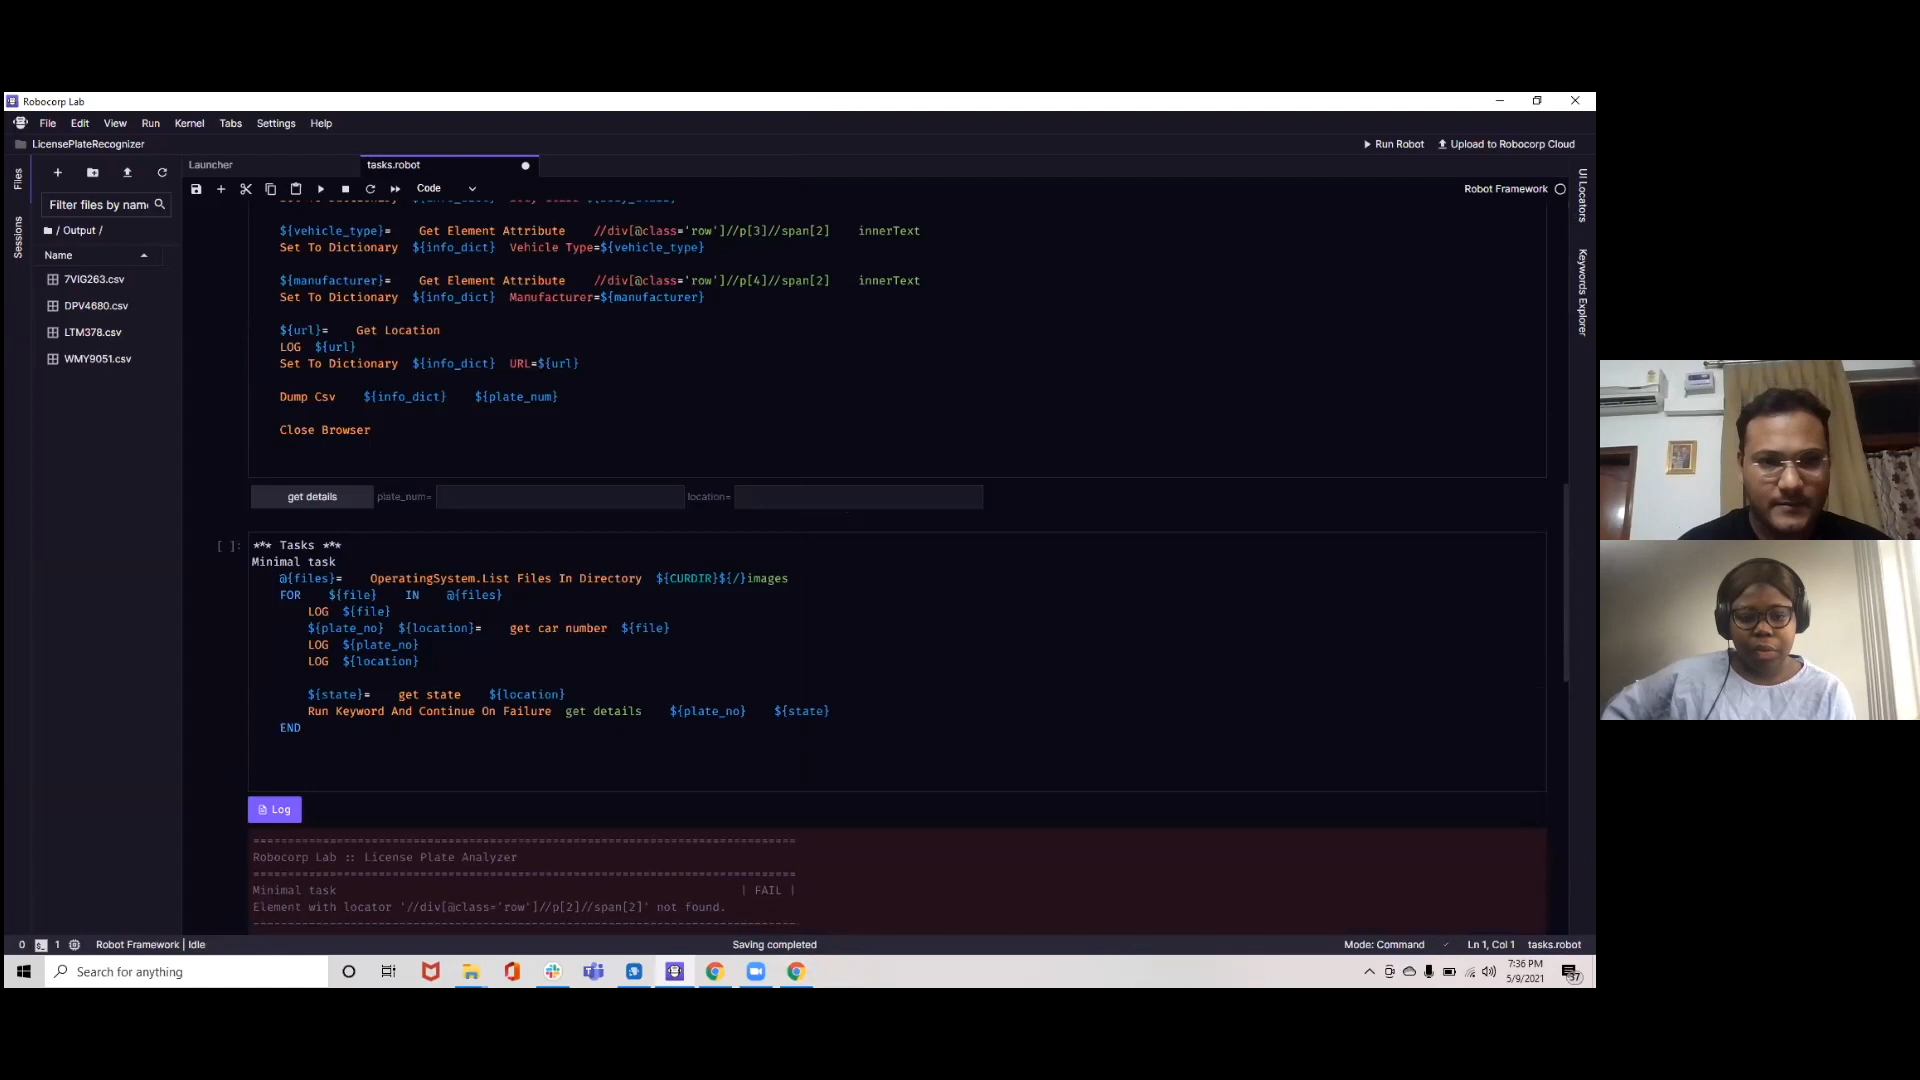 Robocorp Lab
File Edit View Run Kernel Tabs Settings Help
LicensePlateRecognizer
Run Robot Upload to Robocorp Cloud
Files
Sessions
Filter files by name
/ Output /
Name
7VIG263.csv
DPV4680.csv
LTM378.csv
WMY9051.csv
Launcher
tasks.robot
Code
Robot Framework
UI Locators
Keywords Explorer
${vehicle_type}= Get Element Attribute //div[@class='row']//p[3]//span[2] innerText
Set To Dictionary ${info_dict} Vehicle Type=${vehicle_type}
${manufacturer}= Get Element Attribute //div[@class='row']//p[4]//span[2] innerText
Set To Dictionary ${info_dict} Manufacturer=${manufacturer}
${url}= Get Location
LOG ${url}
Set To Dictionary ${info_dict} URL=${url}
Dump Csv ${info_dict} ${plate_num}
Close Browser
get details plate_num= location=
[ ]:
*** Tasks ***
Minimal task
@{files}= OperatingSystem.List Files In Directory ${CURDIR}${/}images
FOR ${file} IN @{files}
LOG ${file}
${plate_no} ${location}= get car number ${file}
LOG ${plate_no}
LOG ${location}
${state}= get state ${location}
Run Keyword And Continue On Failure get details ${plate_no} ${state}
END
Log
==============================================================================
Robocorp Lab :: License Plate Analyzer
==============================================================================
Minimal task | FAIL |
Element with locator '//div[@class='row']//p[2]//span[2]' not found.
------------------------------------------------------------------------------
0 1 Robot Framework | Idle Saving completed Mode: Command Ln 1, Col 1 tasks.robot
Search for anything
7:36 PM
5/9/2021
37